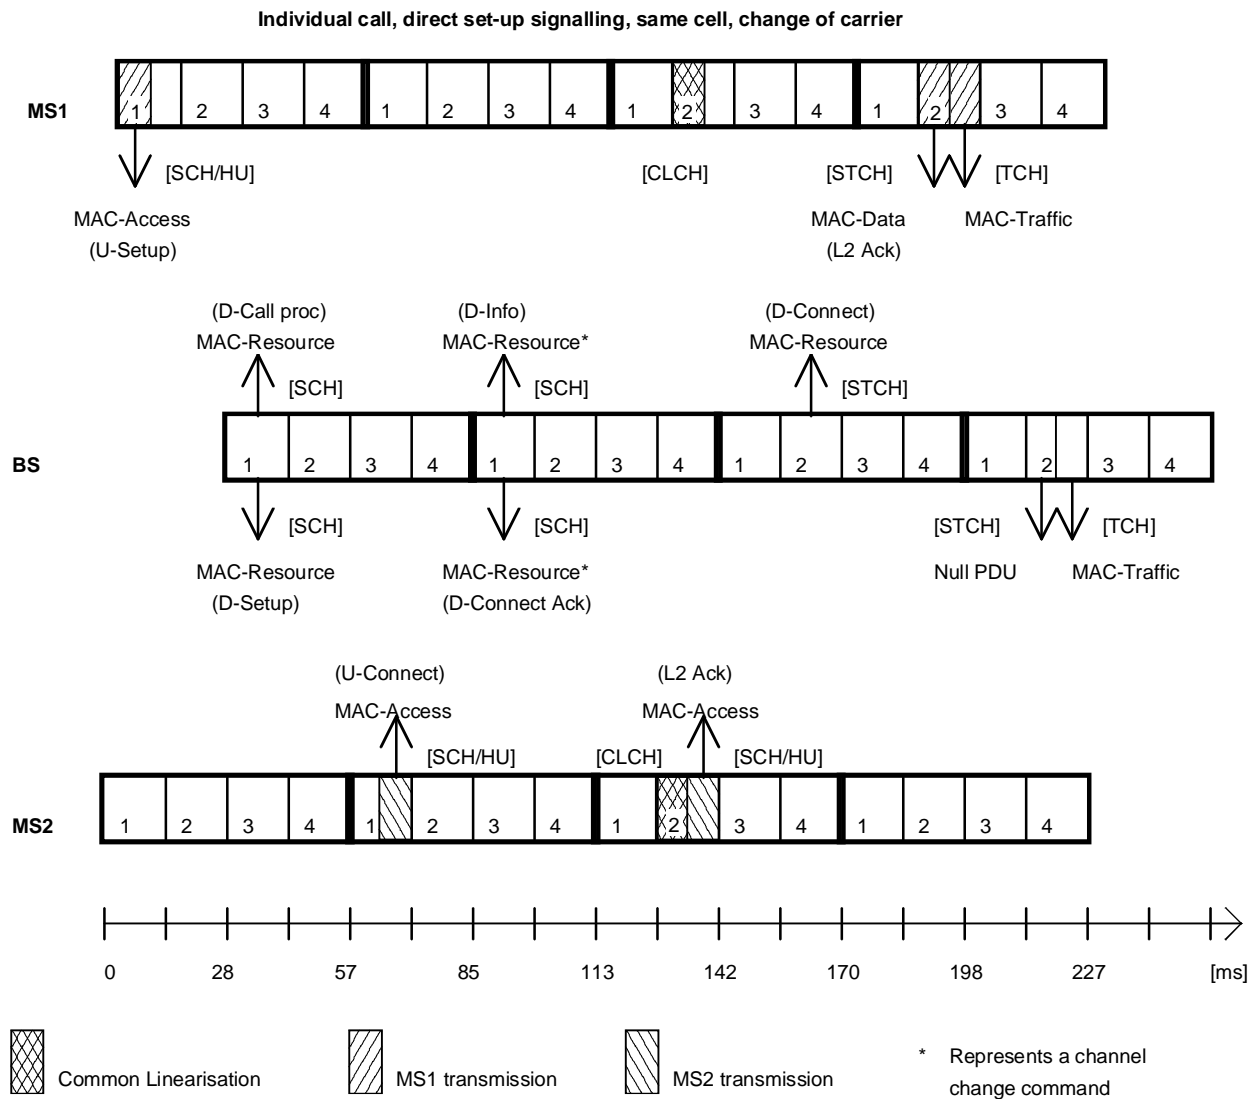 Individual call, direct set-up signalling, same cell, change of carrier
MS1
1 2 3 4 1 2 3 4 1 2 3 4 1 2 3 4
[SCH/HU] [CLCH] [STCH] [TCH]
MAC-Access MAC-Data MAC-Traffic
(U-Setup) (L2 Ack)
(D-Call proc) (D-Info) (D-Connect)
MAC-Resource MAC-Resource* MAC-Resource
[SCH] [SCH] [STCH]
BS
1 2 3 4 1 2 3 4 1 2 3 4 1 2 3 4
[SCH] [SCH] [STCH] [TCH]
MAC-Resource MAC-Resource* Null PDU MAC-Traffic
(D-Setup) (D-Connect Ack)
(U-Connect) (L2 Ack)
MAC-Access MAC-Access
[SCH/HU] [CLCH] [SCH/HU]
MS2
1 2 3 4 1 2 3 4 1 2 3 4 1 2 3 4
0 28 57 85 113 142 170 198 227 [ms]
Common Linearisation MS1 transmission MS2 transmission
* Represents a channel
change command